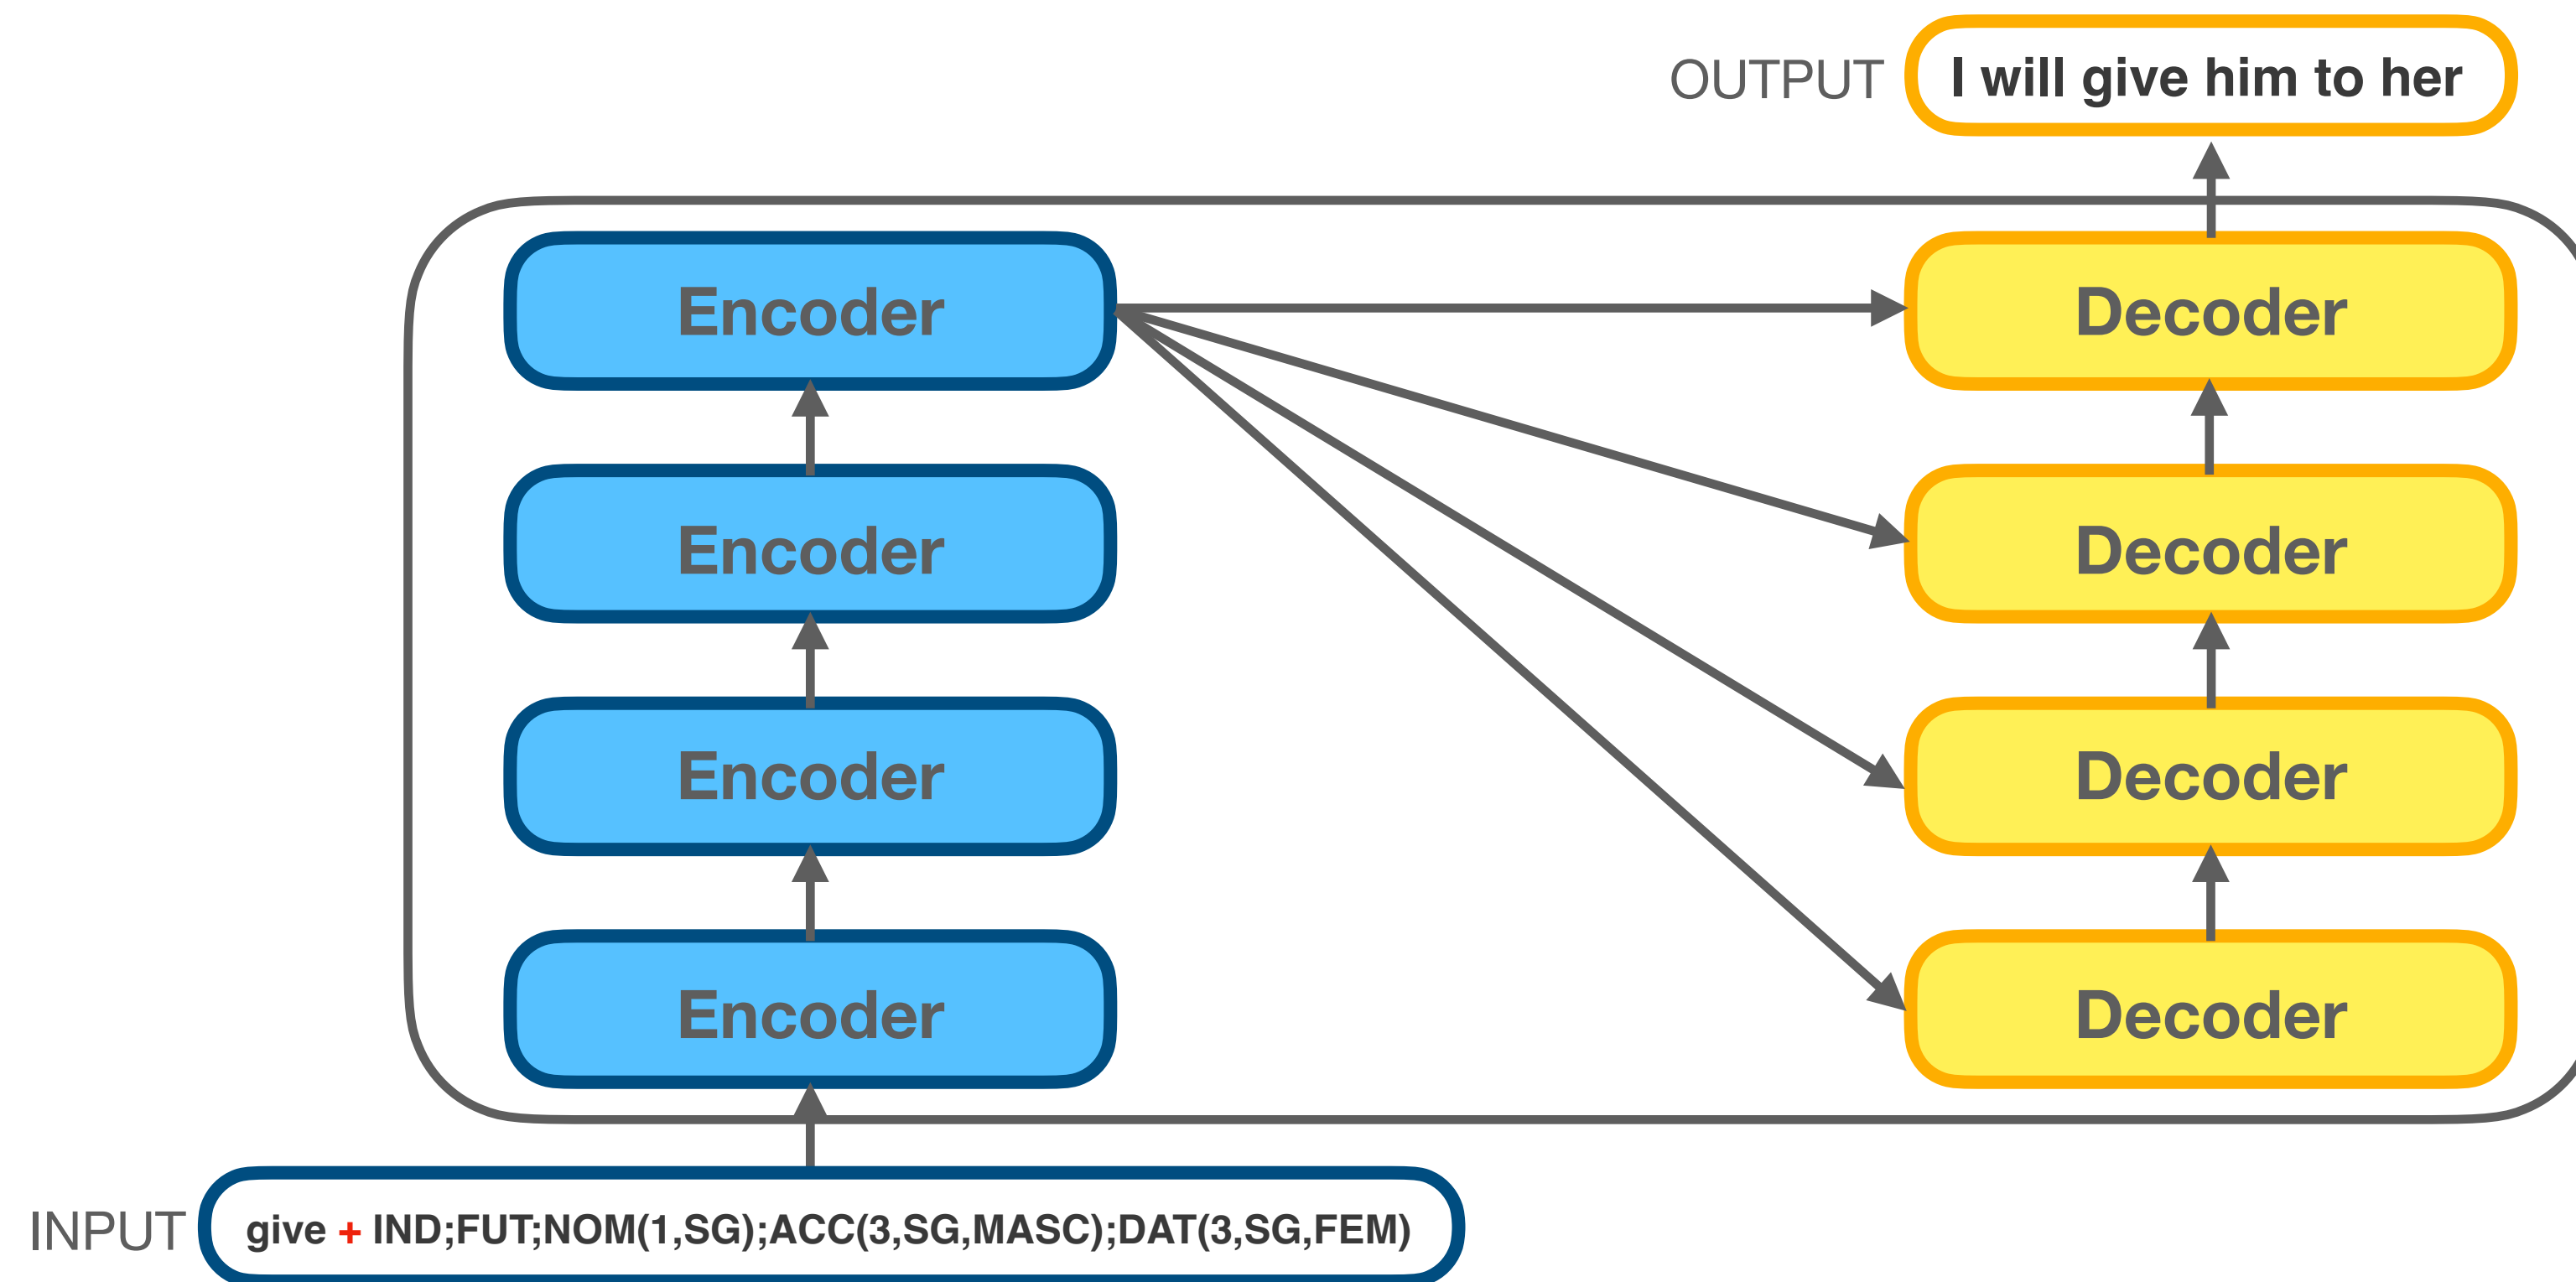 OUTPUT I will give him to her
Encoder Decoder
Encoder Decoder
Encoder Decoder
Encoder Decoder
INPUT give + IND;FUT;NOM(1,SG);ACC(3,SG,MASC);DAT(3,SG,FEM)